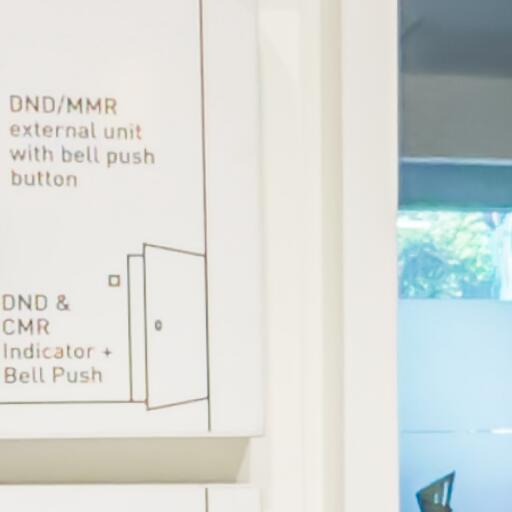 DND/MMR
external unit
with bell push
button
DND &
CMR
Indicator +
Bell Push